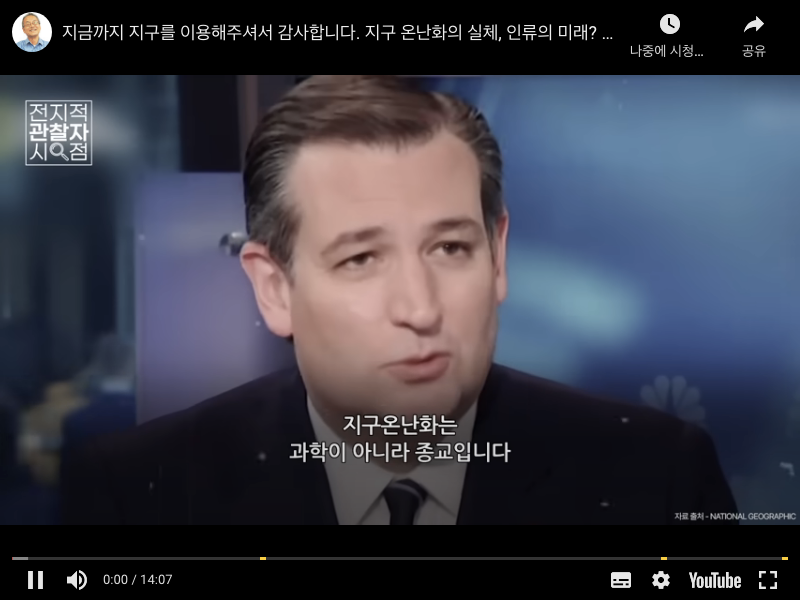 지금까지 지구를 이용해주셔서 감사합니다. 지구 온난화의 실체, 인류의 미래? ...
나중에 시청...
공유
전지적
관찰자
시점
지구온난화는
과학이 아니라 종교입니다
자료 출처 - NATIONAL GEOGRAPHIC
0:00 / 14:07
YouTube